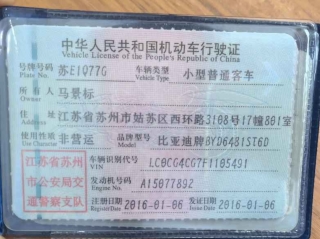 中华人民共和国机动车行驶证
Vehicle License of the People's Republic of China
号牌号码 苏E1Q77G 车辆类型 小型普通客车
Plate No. Vehicle Type
所有人 马景标
Owner
住址 江苏省苏州市姑苏区西环路3108号17幢801室
Address
使用性质 非营运 品牌型号 比亚迪牌BYD6481ST6D
Use Character Model
江苏省苏州市公安局交通警察支队
车辆识别代号 LC0CG4CG7F1105491
VIN
发动机号码 A15077892
Engine No.
注册日期 2016-01-06 发证日期 2016-01-06
Register Date Issue Date